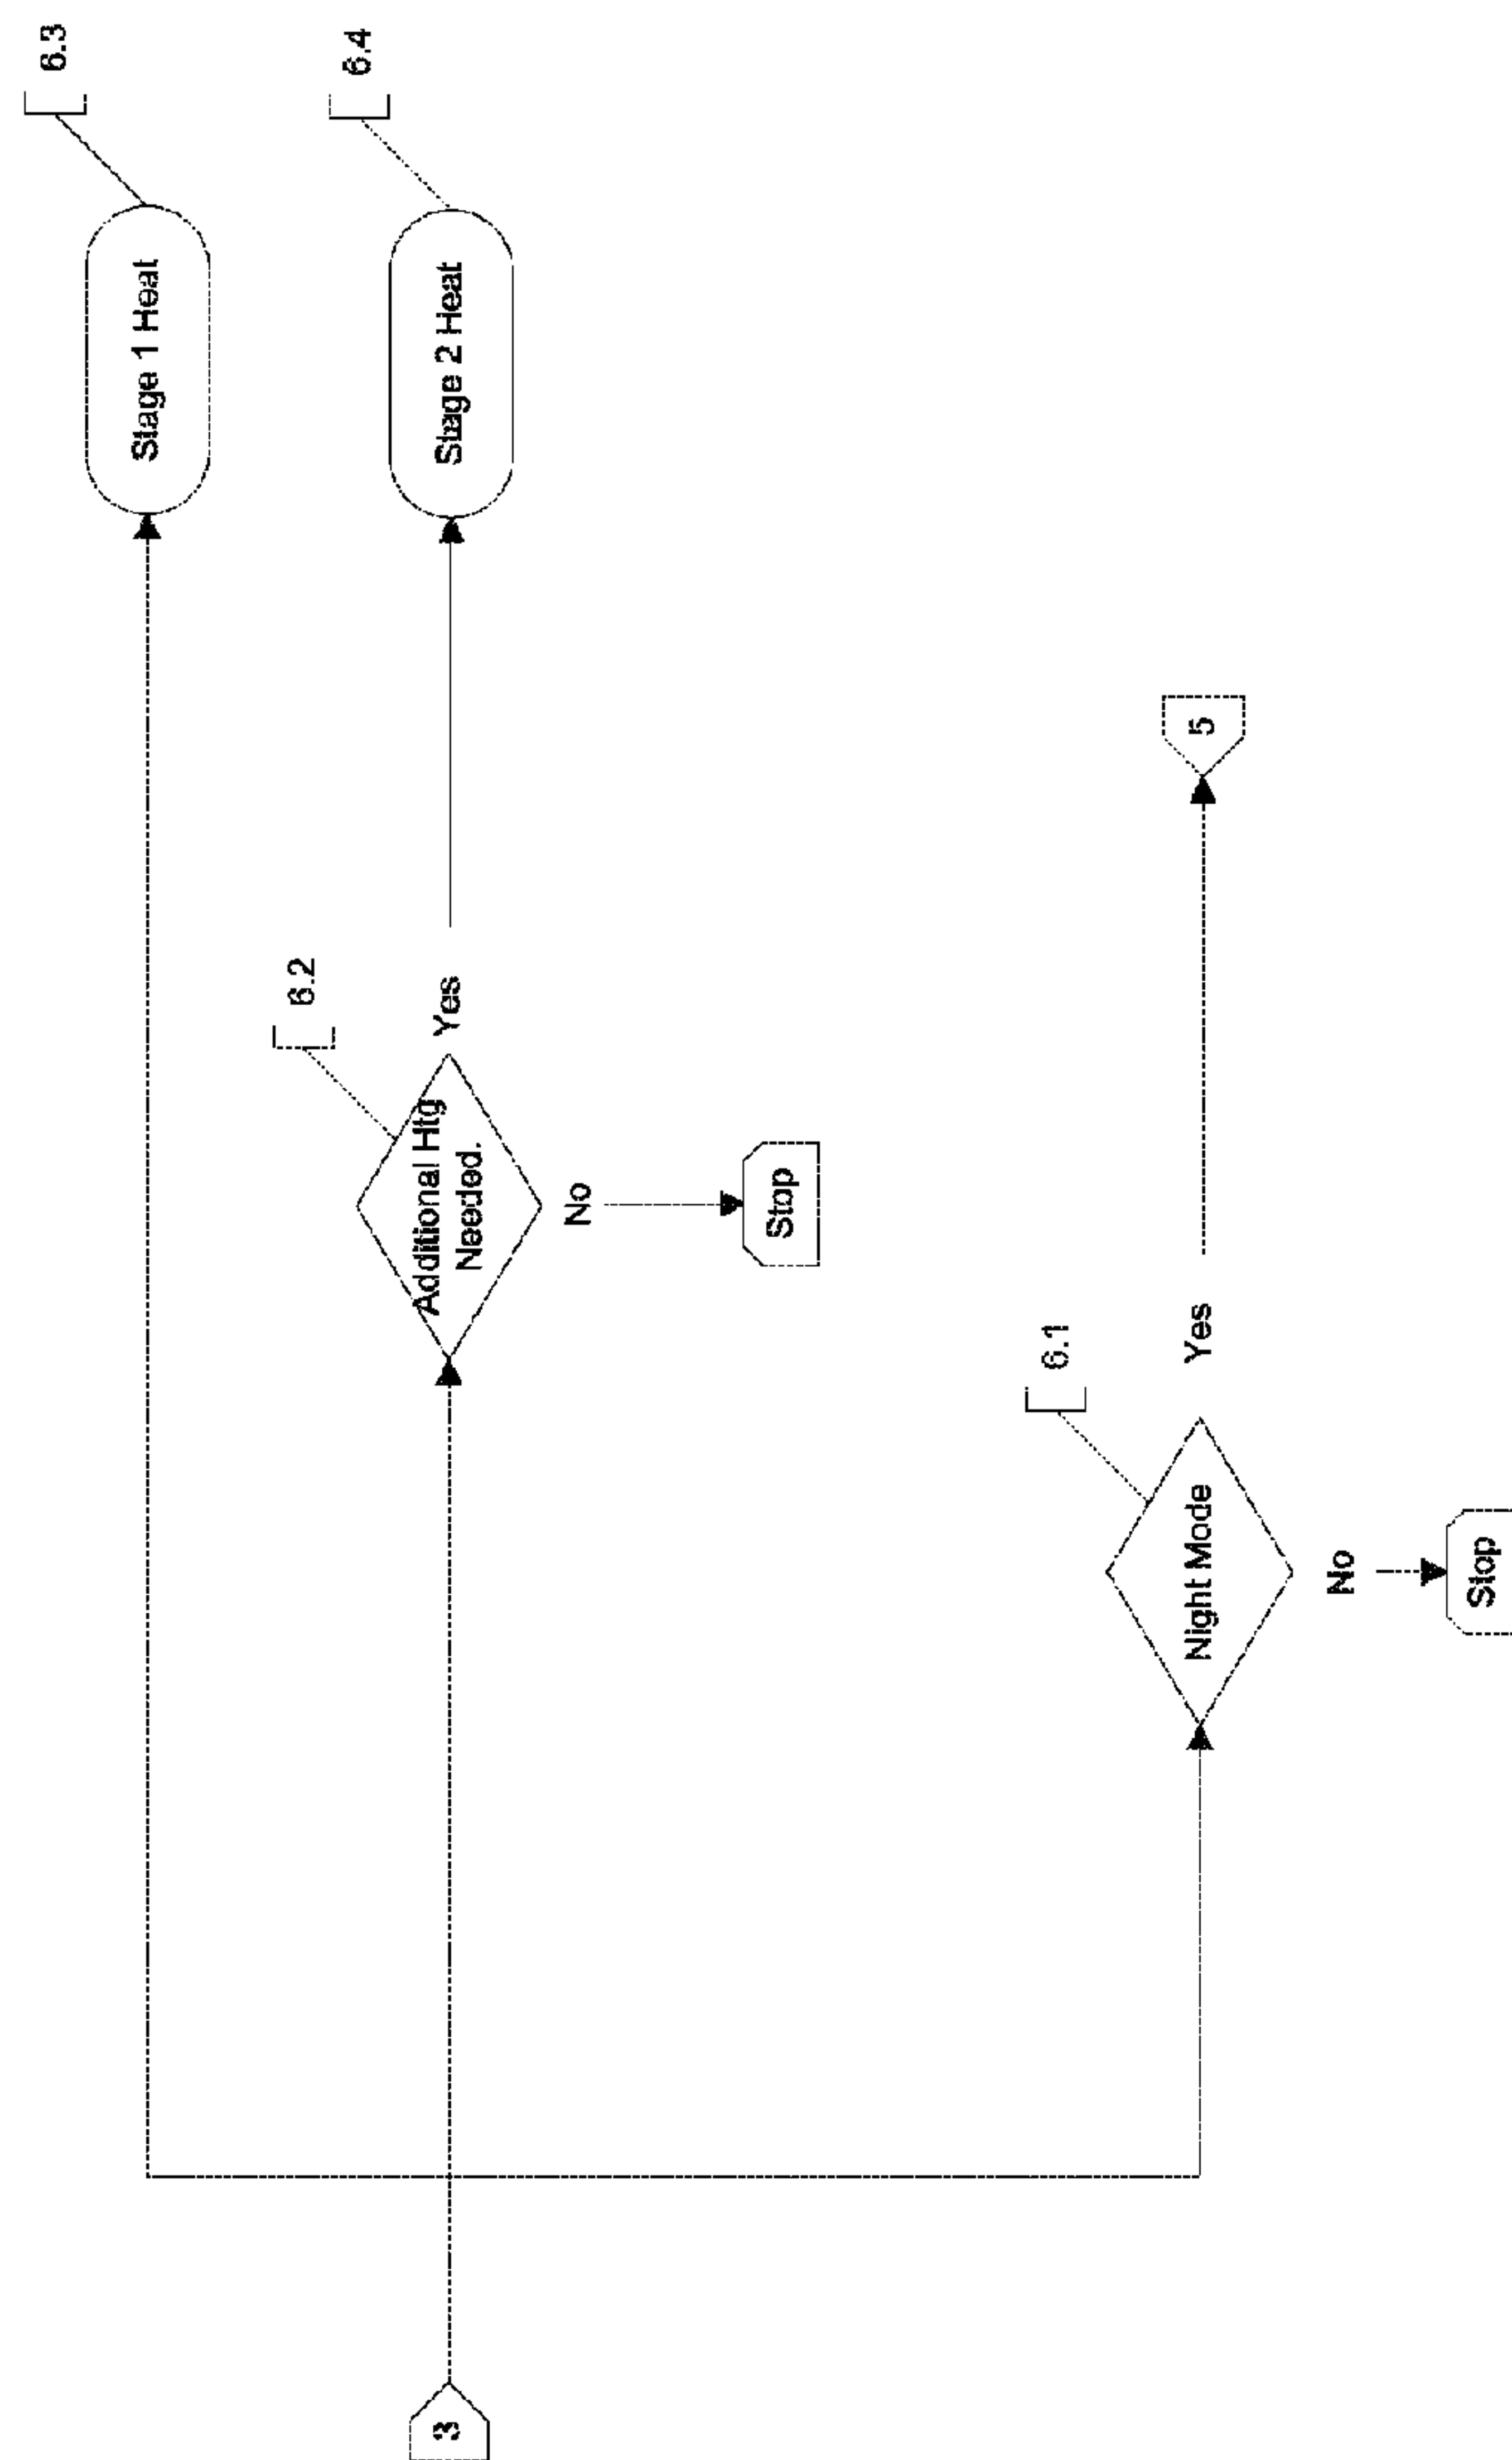 6.3
Stage 1 Heat
6.4
Stage 2 Heat
6.2
Additional Htg
Needed.
Yes
No
Stop
3
5
6.1
Night Mode
Yes
No
Stop